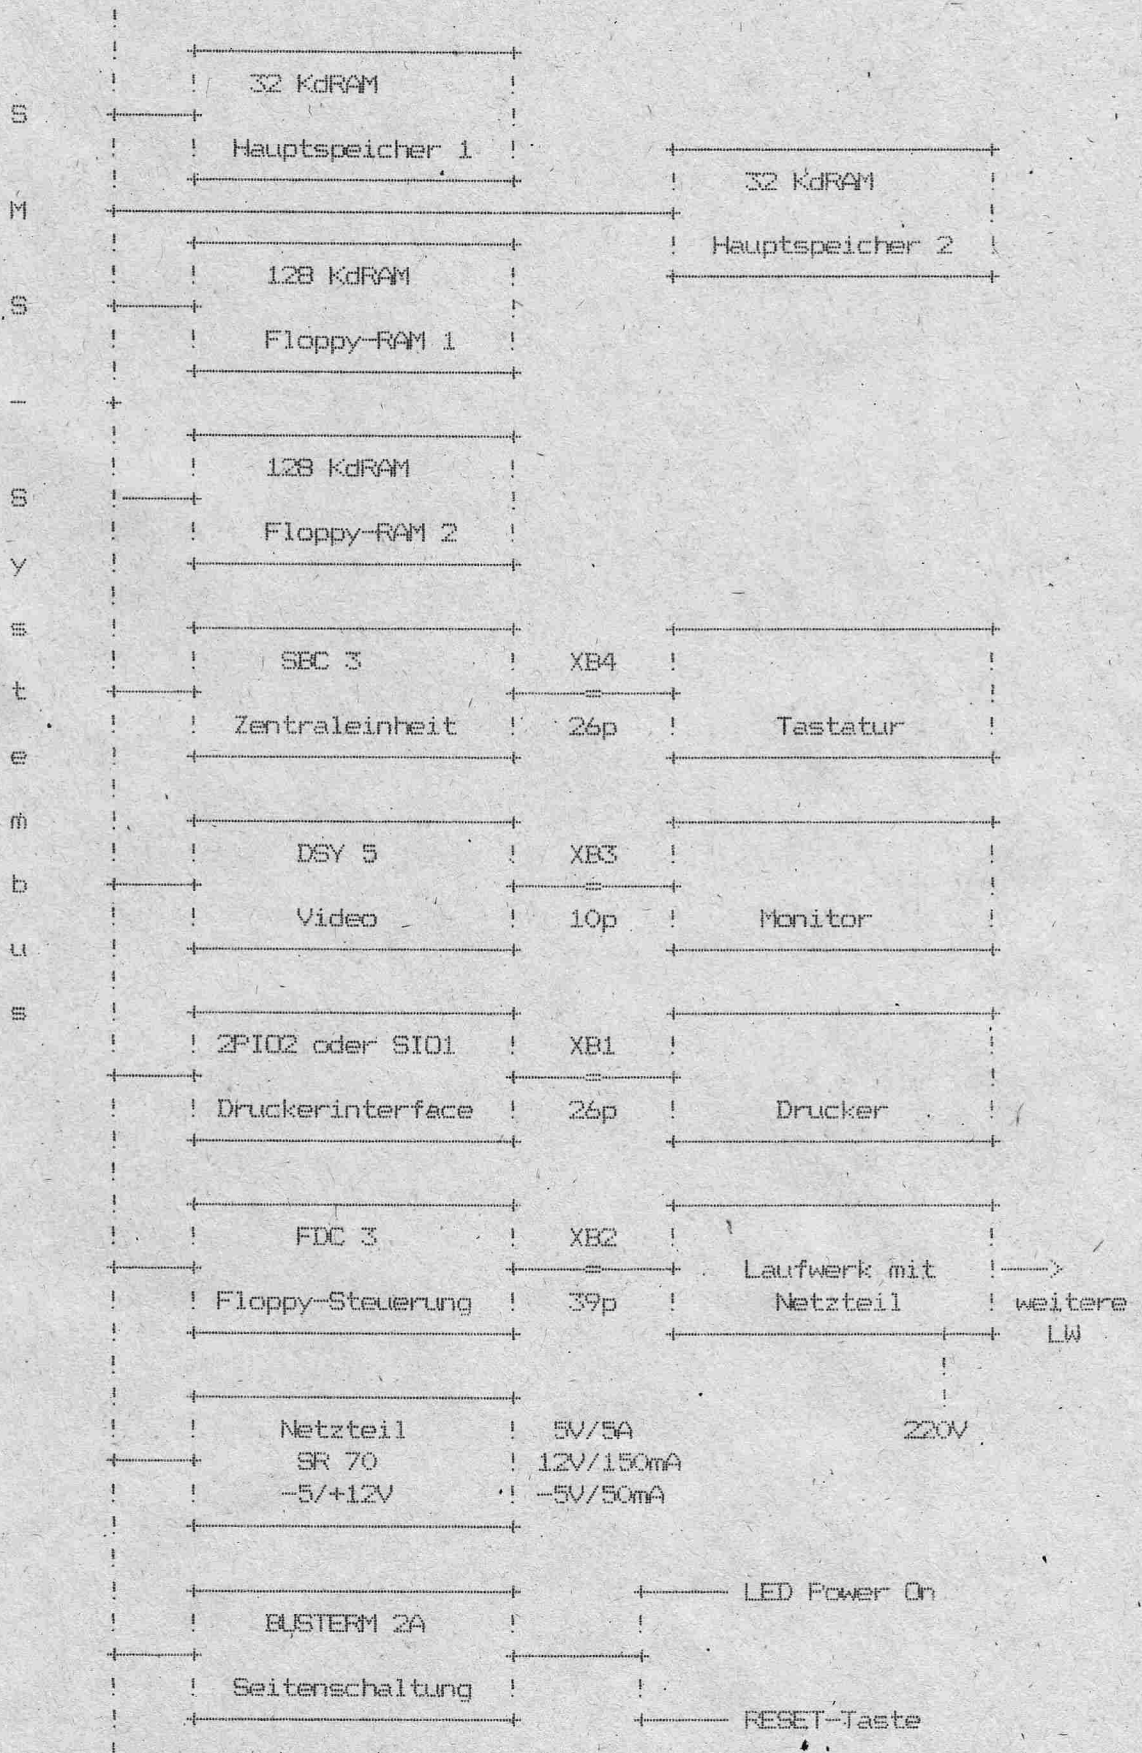 SMS-Systembus
32 KdRAM
Hauptspeicher 1
32 KdRAM
Hauptspeicher 2
128 KdRAM
Floppy-RAM 1
128 KdRAM
Floppy-RAM 2
SBC 3
XB4
Zentraleinheit
26p
Tastatur
DSY 5
XB3
Video
10p
Monitor
2PIO2 oder SIO1
XB1
Druckerinterface
26p
Drucker
FDC 3
XB2
Laufwerk mit
Floppy-Steuerung
39p
Netzteil
weitere
LW
Netzteil
5V/5A
220V
SR 70
12V/150mA
-5/+12V
-5V/50mA
LED Power On
BUSTERM 2A
Seitenschaltung
RESET-Taste